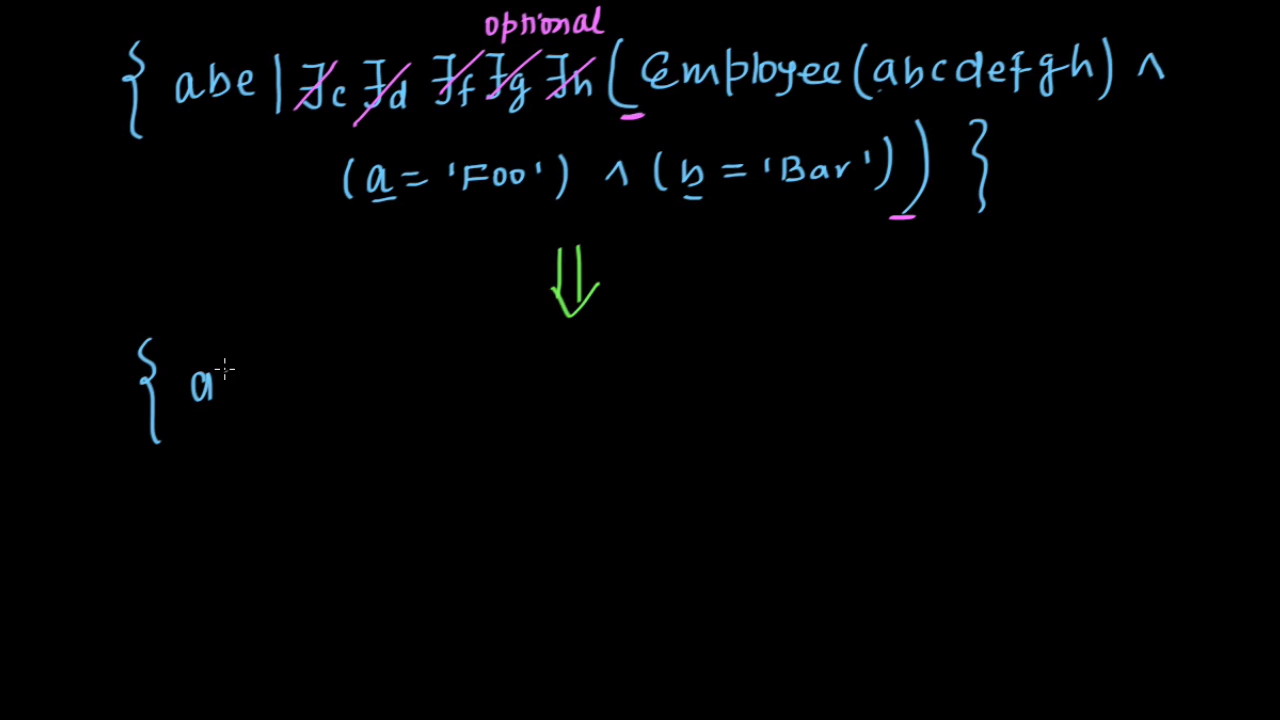 optional
{ abe | ∃c ∃d ∃f ∃g ∃h ( Employee(abcdefgh) ∧
(a = 'Foo') ∧ (b = 'Bar') ) }
⇓
{ a